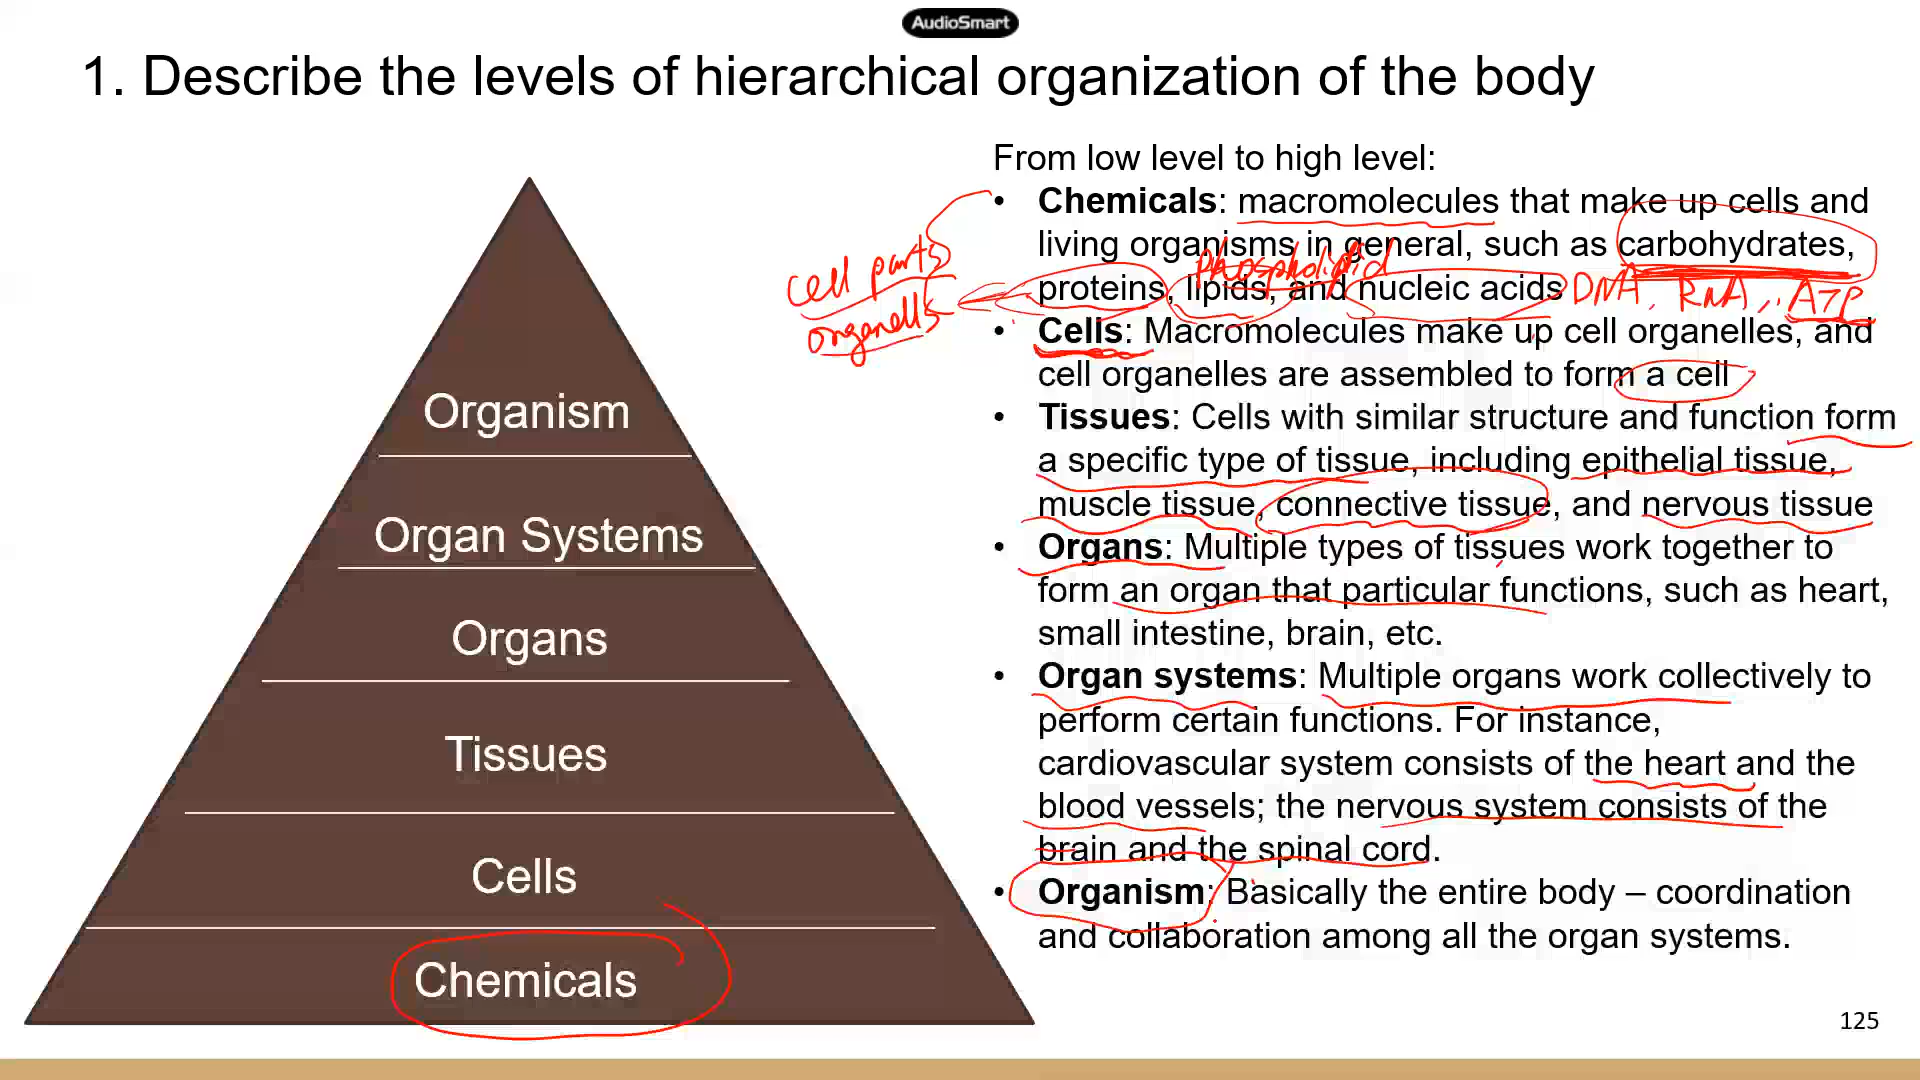 AudioSmart
1. Describe the levels of hierarchical organization of the body
From low level to high level:
• Chemicals: macromolecules that make up cells and
living organisms in general, such as carbohydrates,
proteins, lipids, and nucleic acids DNA, RNA, ATP
phospholipid
cell parts
organells
• Cells: Macromolecules make up cell organelles, and
cell organelles are assembled to form a cell
• Tissues: Cells with similar structure and function form
a specific type of tissue, including epithelial tissue,
muscle tissue, connective tissue, and nervous tissue
• Organs: Multiple types of tissues work together to
form an organ that particular functions, such as heart,
small intestine, brain, etc.
• Organ systems: Multiple organs work collectively to
perform certain functions. For instance,
cardiovascular system consists of the heart and the
blood vessels; the nervous system consists of the
brain and the spinal cord.
• Organism: Basically the entire body – coordination
and collaboration among all the organ systems.
Organism
Organ Systems
Organs
Tissues
Cells
Chemicals
125